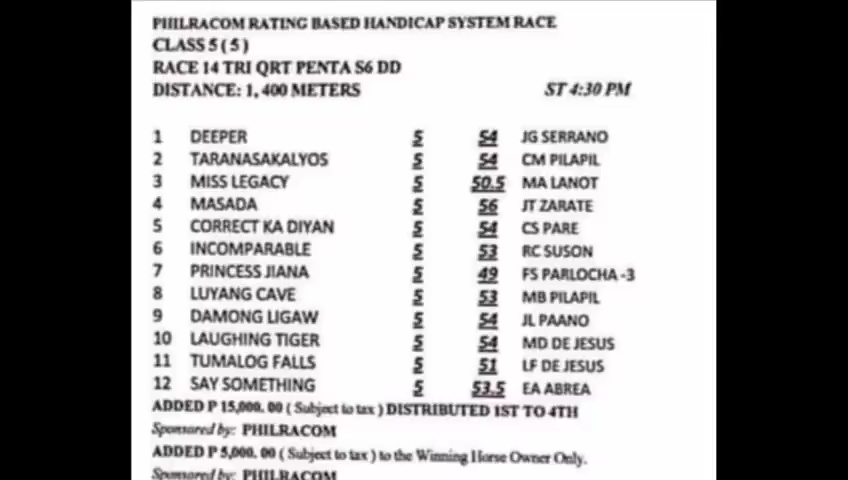 PHILRACOM RATING BASED HANDICAP SYSTEM RACE
CLASS 5 ( 5 )
RACE 14 TRI QRT PENTA S6 DD
DISTANCE: 1, 400 METERS ST 4:30 PM
1 DEEPER 5 54 JG SERRANO
2 TARANASAKALYOS 5 54 CM PILAPIL
3 MISS LEGACY 5 50.5 MA LANOT
4 MASADA 5 56 JT ZARATE
5 CORRECT KA DIYAN 5 54 CS PARE
6 INCOMPARABLE 5 53 RC SUSON
7 PRINCESS JIANA 5 49 FS PARLOCHA -3
8 LUYANG CAVE 5 53 MB PILAPIL
9 DAMONG LIGAW 5 54 JL PAANO
10 LAUGHING TIGER 5 54 MD DE JESUS
11 TUMALOG FALLS 5 51 LF DE JESUS
12 SAY SOMETHING 5 53.5 EA ABREA
ADDED P 15,000. 00 ( Subject to tax ) DISTRIBUTED 1ST TO 4TH
Sponsored by: PHILRACOM
ADDED P 5,000. 00 ( Subject to tax ) to the Winning Horse Owner Only.
Sponsored by: PHILRACOM